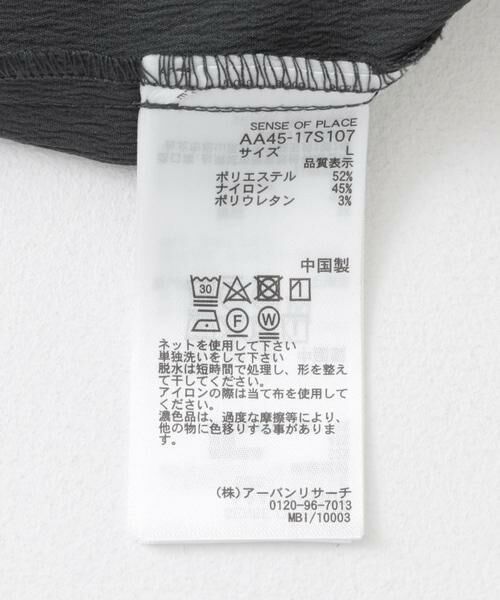 SENSE OF PLACE
AA45-17S107
サイズ L
品質表示
ポリエステル 52%
ナイロン 45%
ポリウレタン 3%
中国製
30
F W
ネットを使用して下さい
単独洗いをして下さい
脱水は短時間で処理し、形を整え
て干してください。
アイロンの際は当て布を使用して
ください。
濃色品は、過度な摩擦等により、
他の物に色移りする事がありま
す。
(株)アーバンリサーチ
0120-96-7013
MBI/10003